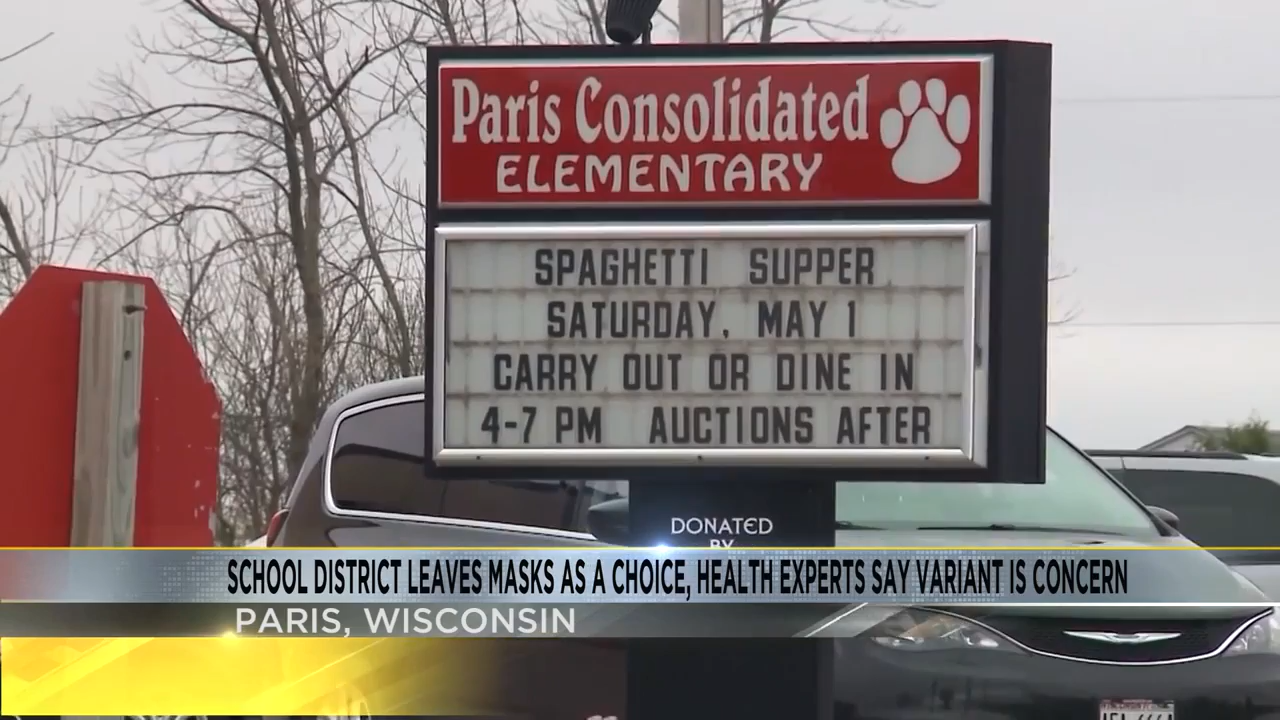 Paris Consolidated
ELEMENTARY
SPAGHETTI SUPPER
SATURDAY, MAY 1
CARRY OUT OR DINE IN
4-7 PM AUCTIONS AFTER
DONATED
BY
SCHOOL DISTRICT LEAVES MASKS AS A CHOICE, HEALTH EXPERTS SAY VARIANT IS CONCERN
PARIS, WISCONSIN